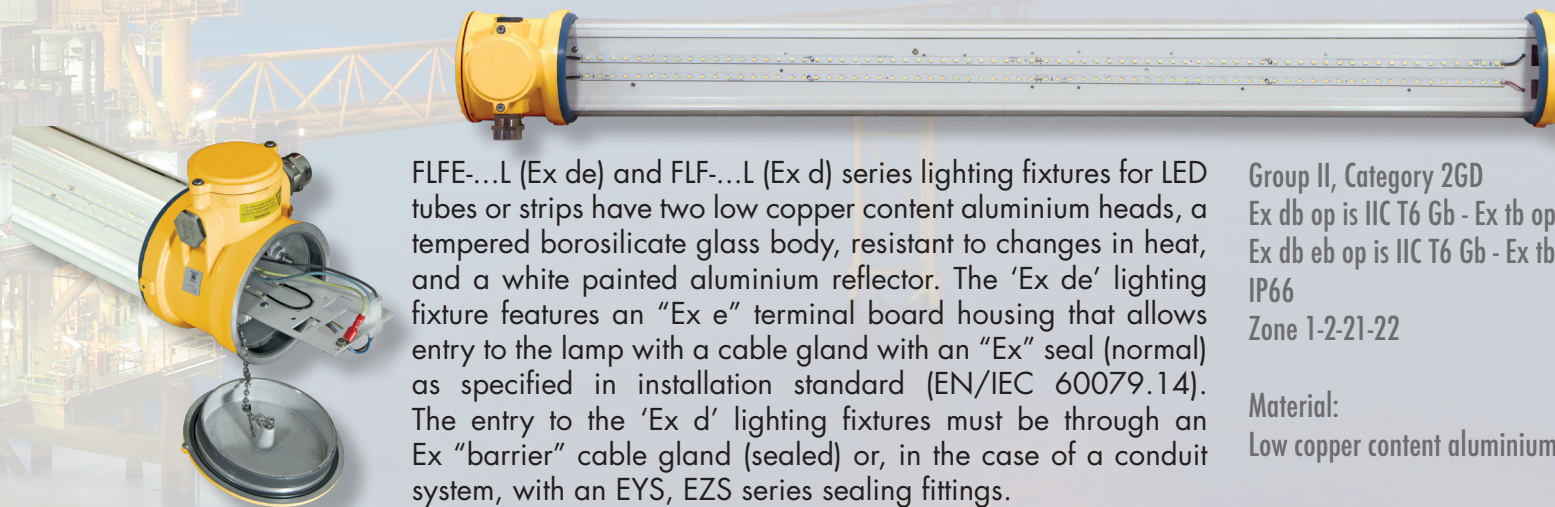 FLFE-...L (Ex de) and FLF-...L (Ex d) series lighting fixtures for LED
tubes or strips have two low copper content aluminium heads, a
tempered borosilicate glass body, resistant to changes in heat,
and a white painted aluminium reflector. The ‘Ex de’ lighting
fixture features an “Ex e” terminal board housing that allows
entry to the lamp with a cable gland with an “Ex” seal (normal)
as specified in installation standard (EN/IEC 60079.14).
The entry to the ‘Ex d’ lighting fixtures must be through an
Ex “barrier” cable gland (sealed) or, in the case of a conduit
system, with an EYS, EZS series sealing fittings.
Group II, Category 2GD
Ex db op is IIC T6 Gb - Ex tb op
Ex db eb op is IIC T6 Gb - Ex tb
IP66
Zone 1-2-21-22
Material:
Low copper content aluminium